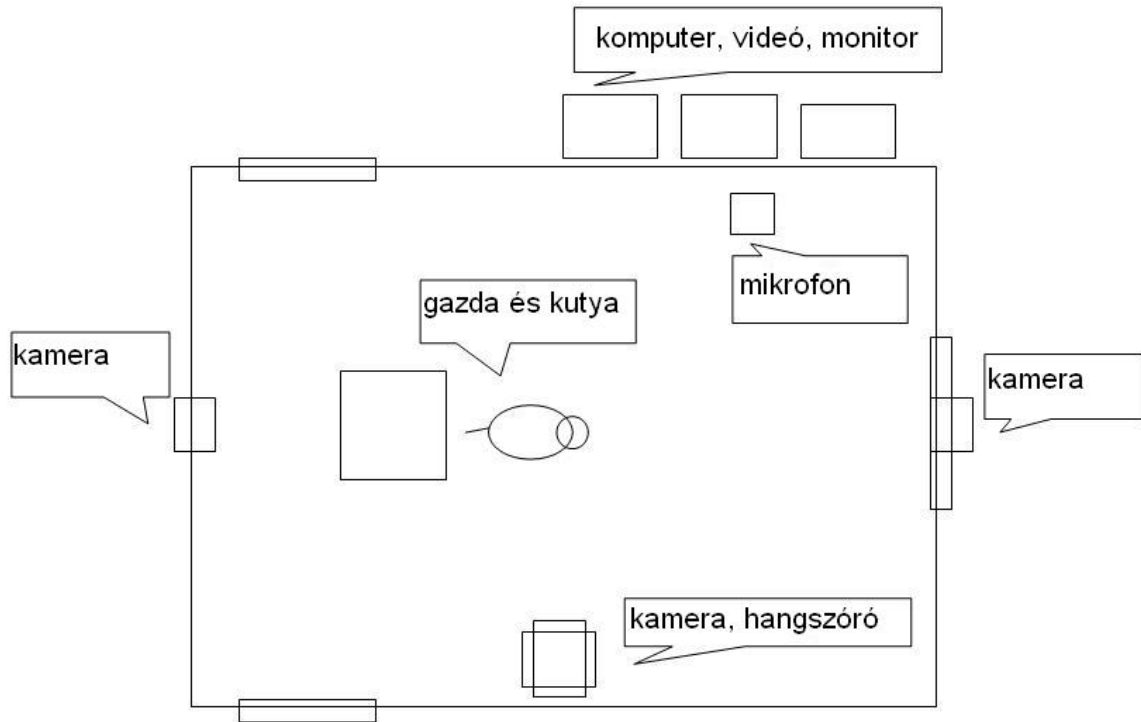 komputer, videó, monitor
mikrofon
gazda és kutya
kamera
kamera
kamera, hangszóró